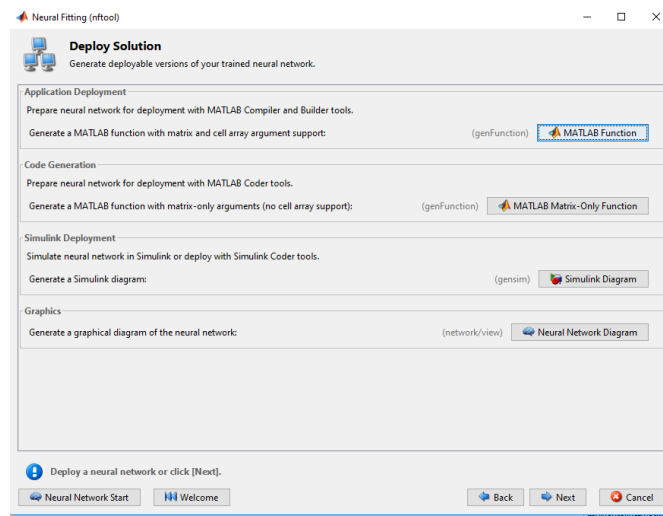 Neural Fitting (nftool)
Deploy Solution
Generate deployable versions of your trained neural network.
Application Deployment
Prepare neural network for deployment with MATLAB Compiler and Builder tools.
Generate a MATLAB function with matrix and cell array argument support: (genFunction) MATLAB Function
Code Generation
Prepare neural network for deployment with MATLAB Coder tools.
Generate a MATLAB function with matrix-only arguments (no cell array support): (genFunction) MATLAB Matrix-Only Function
Simulink Deployment
Simulate neural network in Simulink or deploy with Simulink Coder tools.
Generate a Simulink diagram: (gensim) Simulink Diagram
Graphics
Generate a graphical diagram of the neural network: (network/view) Neural Network Diagram
Deploy a neural network or click [Next].
Neural Network Start Welcome Back Next Cancel